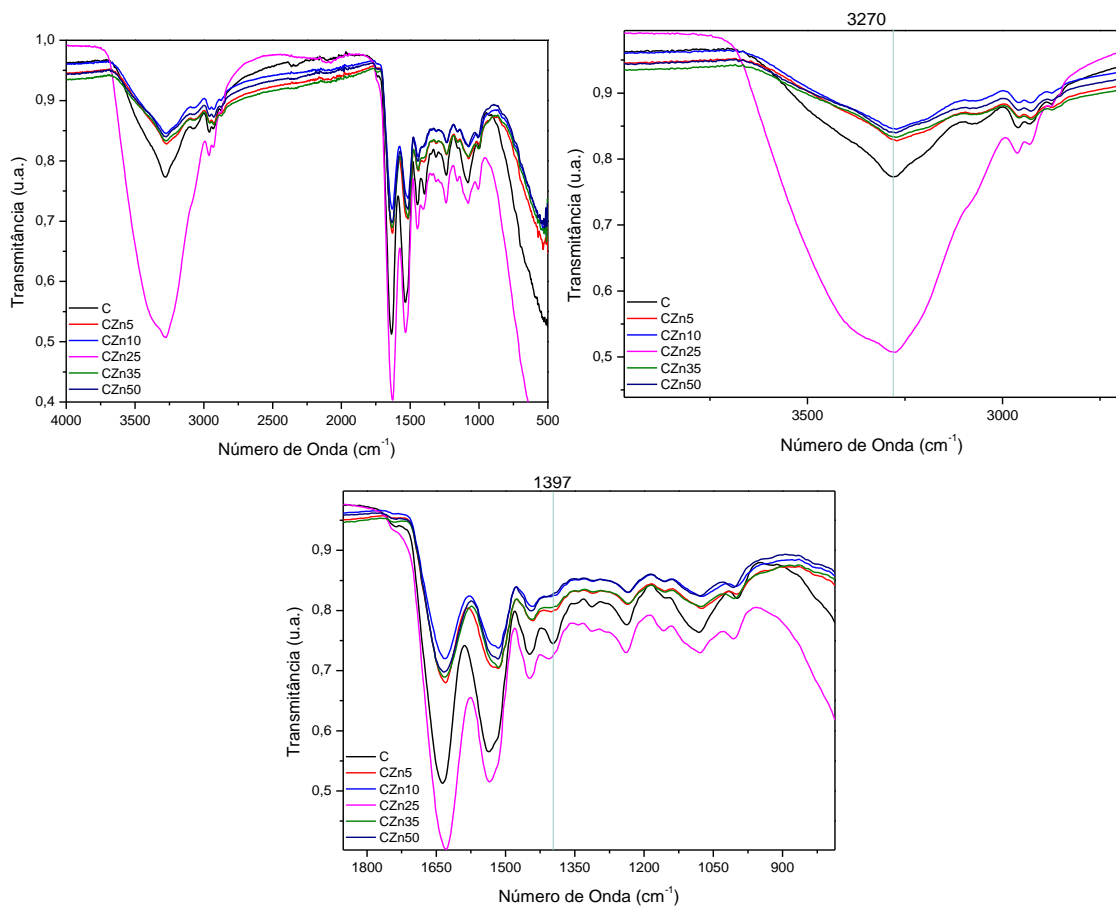 1,0
0,9
0,8
0,7
0,6
0,5
0,4
Transmitância (u.a.)
C
CZn5
CZn10
CZn25
CZn35
CZn50
4000 3500 3000 2500 2000 1500 1000 500
Número de Onda (cm-1)
3270
0,9
0,8
0,7
0,6
0,5
Transmitância (u.a.)
C
CZn5
CZn10
CZn25
CZn35
CZn50
3500 3000
Número de Onda (cm-1)
1397
0,9
0,8
0,7
0,6
0,5
Transmitância (u.a.)
C
CZn5
CZn10
CZn25
CZn35
CZn50
1800 1650 1500 1350 1200 1050 900
Número de Onda (cm-1)